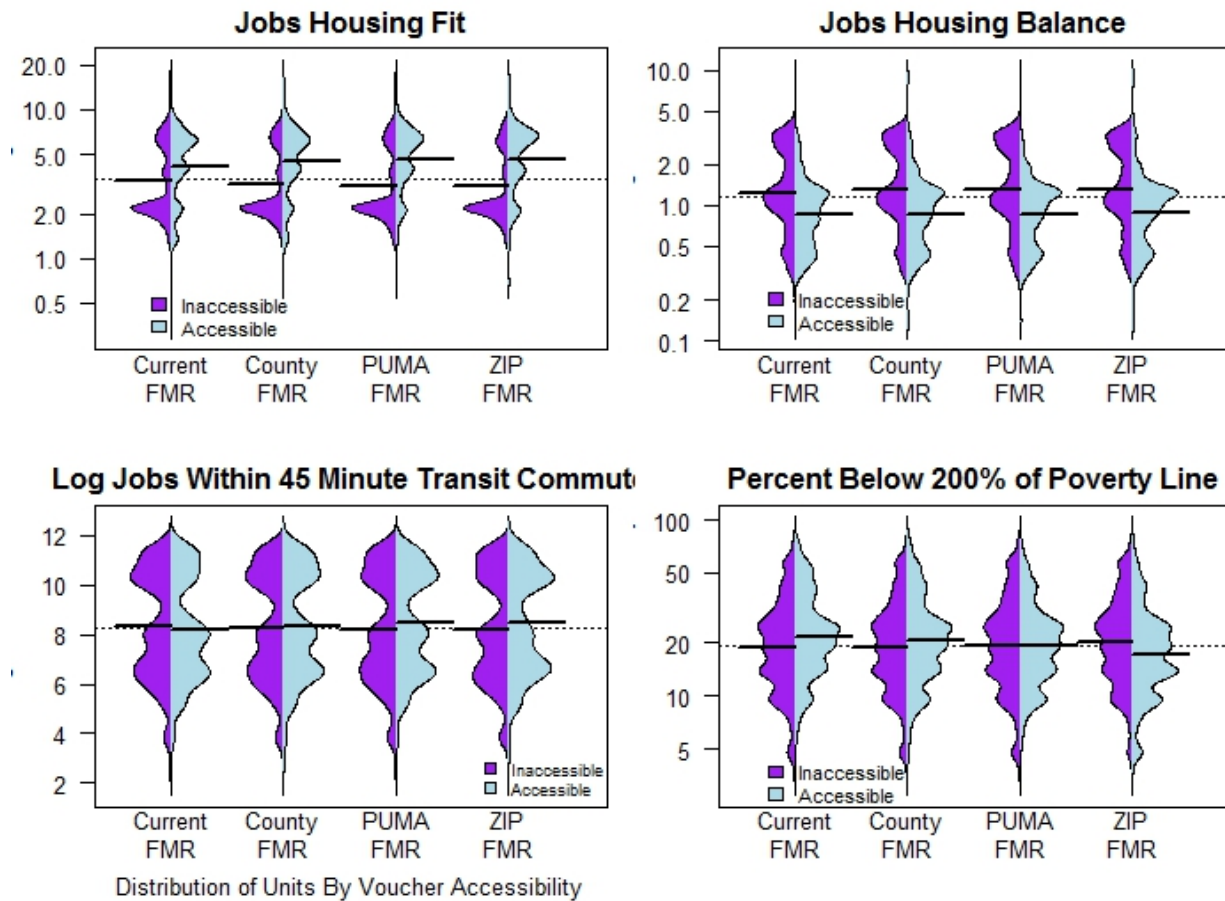 Jobs Housing Fit
20.0
10.0
5.0
2.0
1.0
0.5
Inaccessible
Accessible
Current FMR
County FMR
PUMA FMR
ZIP FMR
Jobs Housing Balance
10.0
5.0
2.0
1.0
0.5
0.2
0.1
Inaccessible
Accessible
Current FMR
County FMR
PUMA FMR
ZIP FMR
Log Jobs Within 45 Minute Transit Commute
12
10
8
6
4
2
Inaccessible
Accessible
Current FMR
County FMR
PUMA FMR
ZIP FMR
Percent Below 200% of Poverty Line
100
50
20
10
5
Inaccessible
Accessible
Current FMR
County FMR
PUMA FMR
ZIP FMR
Distribution of Units By Voucher Accessibility